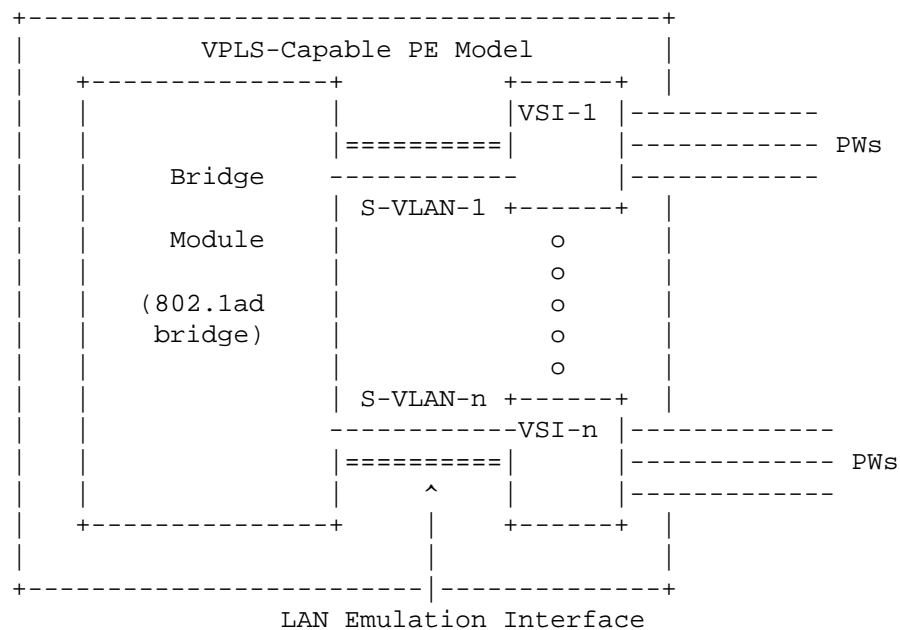 VPLS-Capable PE Model
VSI-1
PWs
Bridge
S-VLAN-1
Module
o
o
(802.1ad
o
bridge)
o
o
S-VLAN-n
VSI-n
PWs
^
LAN Emulation Interface